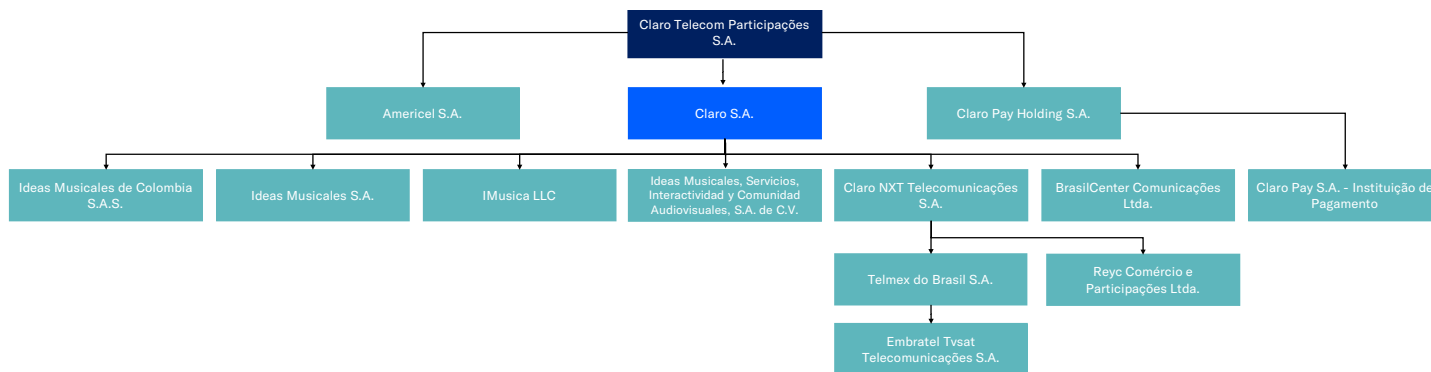 Claro Telecom Participações
S.A.
Americel S.A.
Claro S.A.
Claro Pay Holding S.A.
Ideas Musicales de Colombia
S.A.S.
Ideas Musicales S.A.
IMusica LLC
Ideas Musicales, Servicios,
Interactividad y Comunidad
Audiovisuales, S.A. de C.V.
Claro NXT Telecomunicações
S.A.
BrasilCenter Comunicações
Ltda.
Claro Pay S.A. - Instituição de
Pagamento
Telmex do Brasil S.A.
Reyc Comércio e
Participações Ltda.
Embratel Tvsat
Telecomunicações S.A.